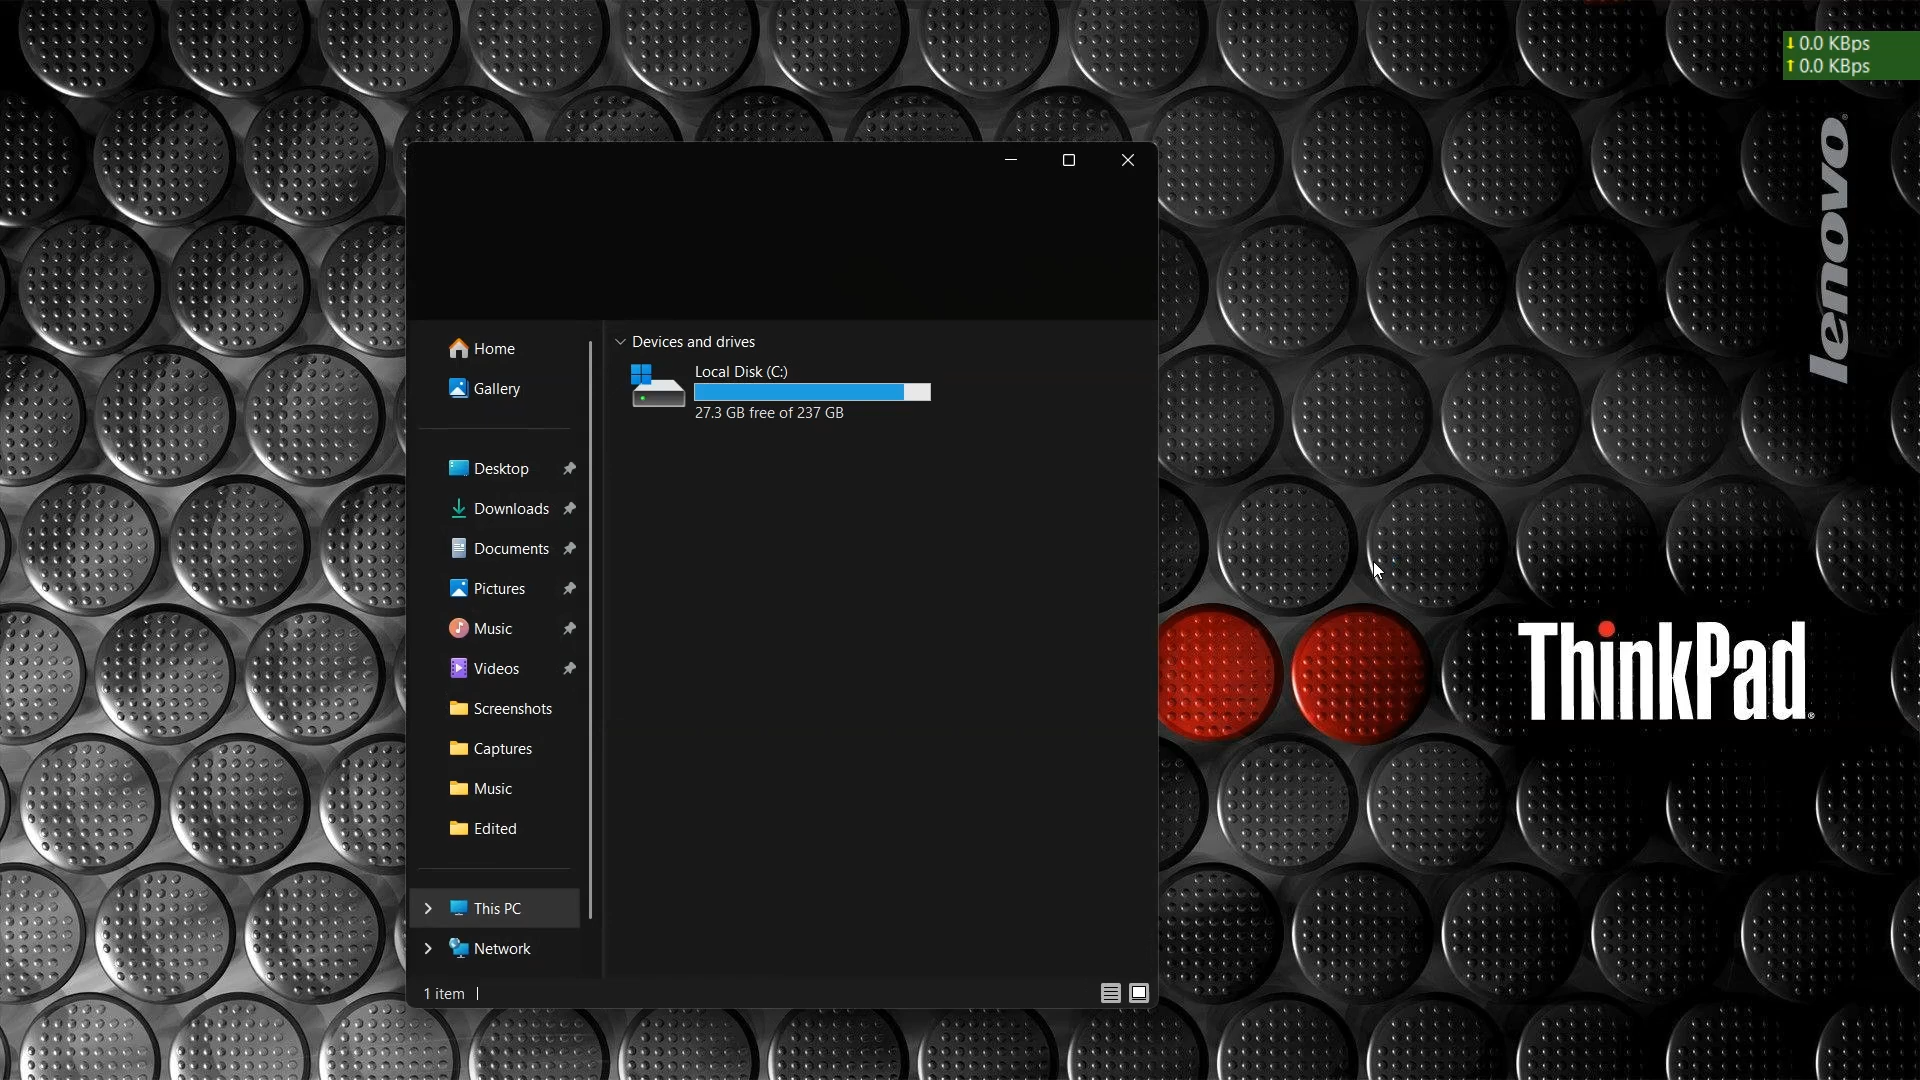 0.0 KBps
0.0 KBps
lenovo
Home
Gallery
Desktop
Downloads
Documents
Pictures
Music
Videos
Screenshots
Captures
Music
Edited
This PC
Network
Devices and drives
Local Disk (C:)
27.3 GB free of 237 GB
ThinkPad
1 item